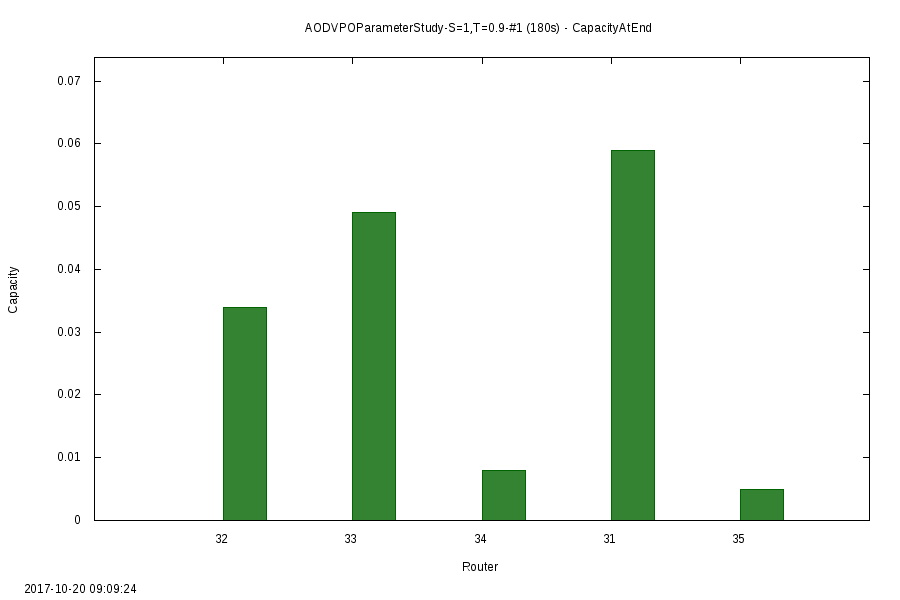 AODVPOParameterStudy-S=1,T=0.9-#1 (180s) - CapacityAtEnd
0.07
0.06
0.05
0.04
0.03
0.02
0.01
0
Capacity
32 33 34 31 35
Router
2017-10-20 09:09:24